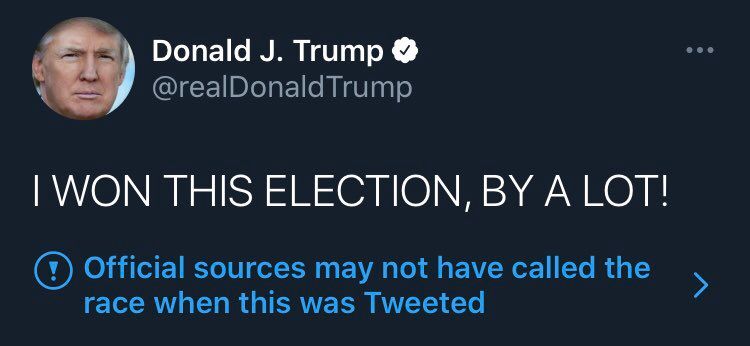 Donald J. Trump
@realDonaldTrump
I WON THIS ELECTION, BY A LOT!
Official sources may not have called the
race when this was Tweeted